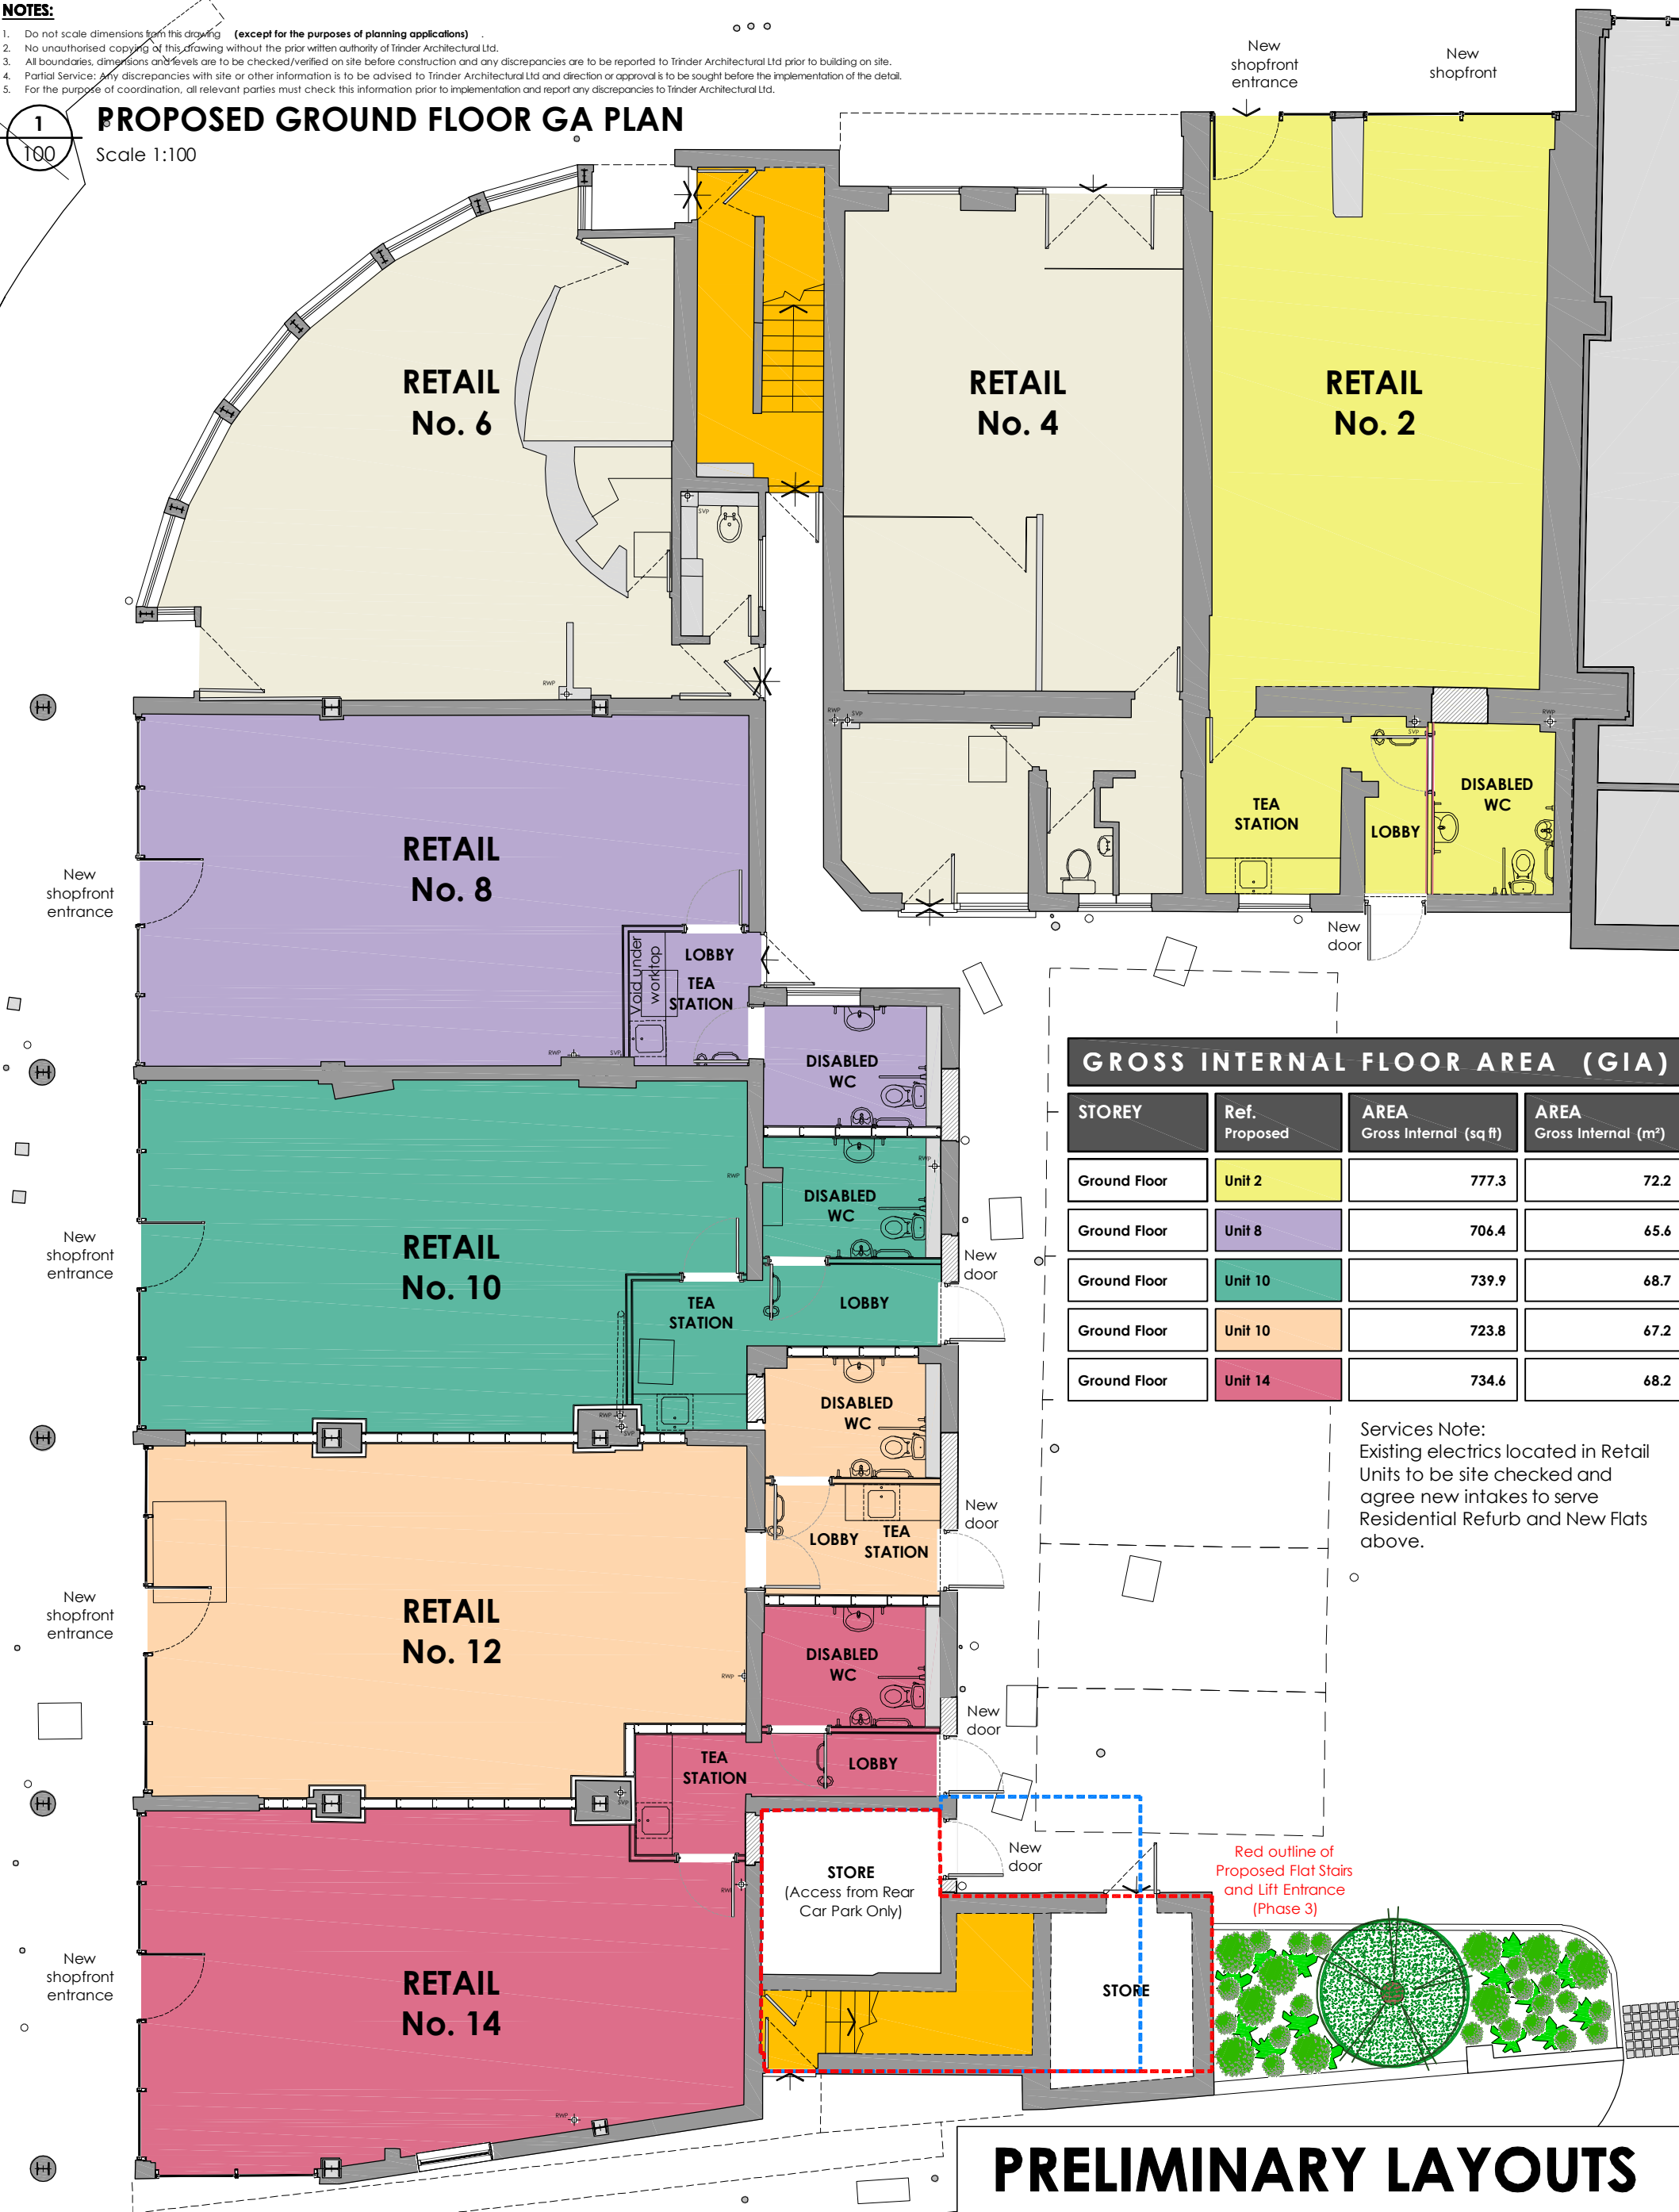 NOTES:
1. Do not scale dimensions from this drawing (except for the purposes of planning applications) .
2. No unauthorised copying of this drawing without the prior written authority of Trinder Architectural Ltd.
3. All boundaries, dimensions and levels are to be checked/verified on site before construction and any discrepancies are to be reported to Trinder Architectural Ltd prior to building on site.
4. Partial Service: Any discrepancies with site or other information is to be advised to Trinder Architectural Ltd and direction or approval is to be sought before the implementation of the detail.
5. For the purpose of coordination, all relevant parties must check this information prior to implementation and report any discrepancies to Trinder Architectural Ltd.
1
100
PROPOSED GROUND FLOOR GA PLAN
Scale 1:100
New
shopfront
entrance
New
shopfront
RETAIL
No. 6
RETAIL
No. 4
RETAIL
No. 2
SVP
RWP
RWP
SVP
SVP
RWP
TEA
STATION
LOBBY
DISABLED
WC
New
door
H
RETAIL
No. 8
New
shopfront
entrance
Void under
worktop
LOBBY
TEA
STATION
RWP
SVP
DISABLED
WC
H
RETAIL
No. 10
New
shopfront
entrance
RWP
RWP
DISABLED
WC
TEA
STATION
LOBBY
New
door
RWP
SVP
H
GROSS INTERNAL FLOOR AREA (GIA)
STOREY Ref. Proposed AREA Gross Internal (sq ft) AREA Gross Internal (m²)
Ground Floor Unit 2 777.3 72.2
Ground Floor Unit 8 706.4 65.6
Ground Floor Unit 10 739.9 68.7
Ground Floor Unit 10 723.8 67.2
Ground Floor Unit 14 734.6 68.2
Services Note:
Existing electrics located in Retail
Units to be site checked and
agree new intakes to serve
Residential Refurb and New Flats
above.
DISABLED
WC
LOBBY
TEA
STATION
New
door
New
shopfront
entrance
RETAIL
No. 12
RWP
SVP
H
DISABLED
WC
New
door
TEA
STATION
LOBBY
RWP
STORE
(Access from Rear
Car Park Only)
New
door
Red outline of
Proposed Flat Stairs
and Lift Entrance
(Phase 3)
New
shopfront
entrance
RETAIL
No. 14
STORE
RWP
H
PRELIMINARY LAYOUTS